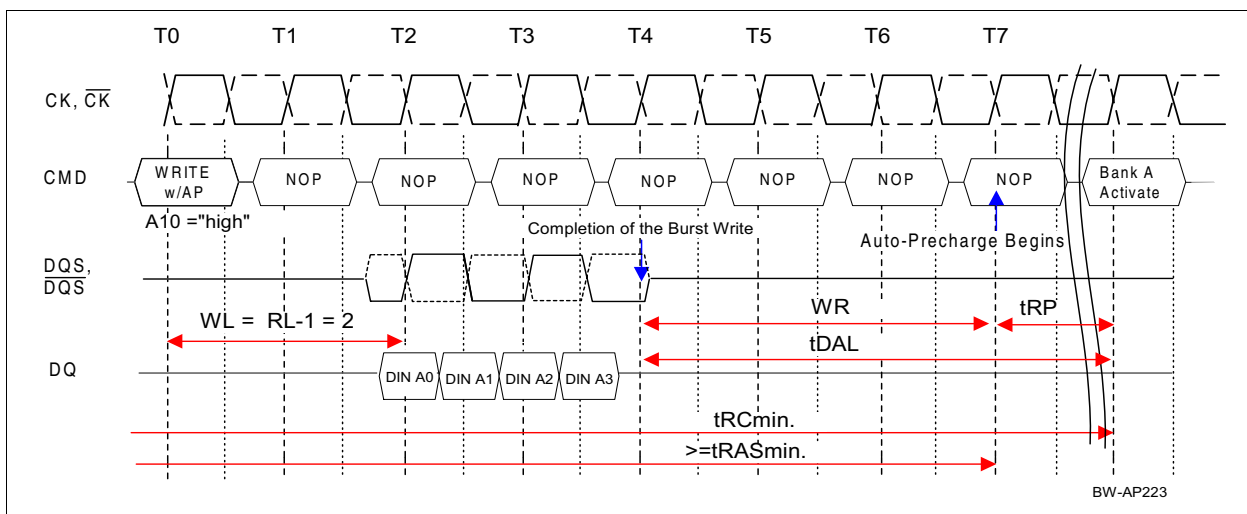 T0 T1 T2 T3 T4 T5 T6 T7
CK, CK
CMD
WRITE
w/AP
NOP NOP NOP NOP NOP NOP NOP
Bank A
Activate
A10 ="high"
Completion of the Burst Write
Auto-Precharge Begins
DQS,
DQS
WL = RL-1 = 2
WR
tRP
tDAL
DQ
DIN A0 DIN A1 DIN A2 DIN A3
tRCmin.
>=tRASmin.
BW-AP223